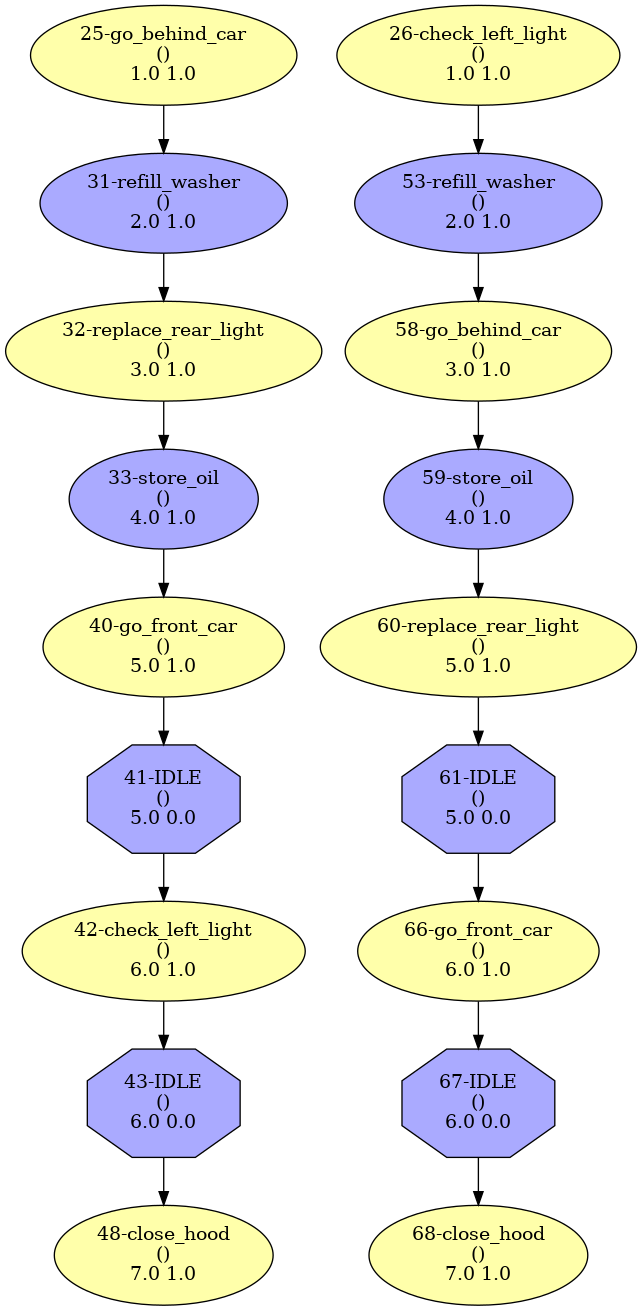 25-go_behind_car
()
1.0 1.0
26-check_left_light
()
1.0 1.0
31-refill_washer
()
2.0 1.0
53-refill_washer
()
2.0 1.0
32-replace_rear_light
()
3.0 1.0
58-go_behind_car
()
3.0 1.0
33-store_oil
()
4.0 1.0
59-store_oil
()
4.0 1.0
40-go_front_car
()
5.0 1.0
60-replace_rear_light
()
5.0 1.0
41-IDLE
()
5.0 0.0
61-IDLE
()
5.0 0.0
42-check_left_light
()
6.0 1.0
66-go_front_car
()
6.0 1.0
43-IDLE
()
6.0 0.0
67-IDLE
()
6.0 0.0
48-close_hood
()
7.0 1.0
68-close_hood
()
7.0 1.0